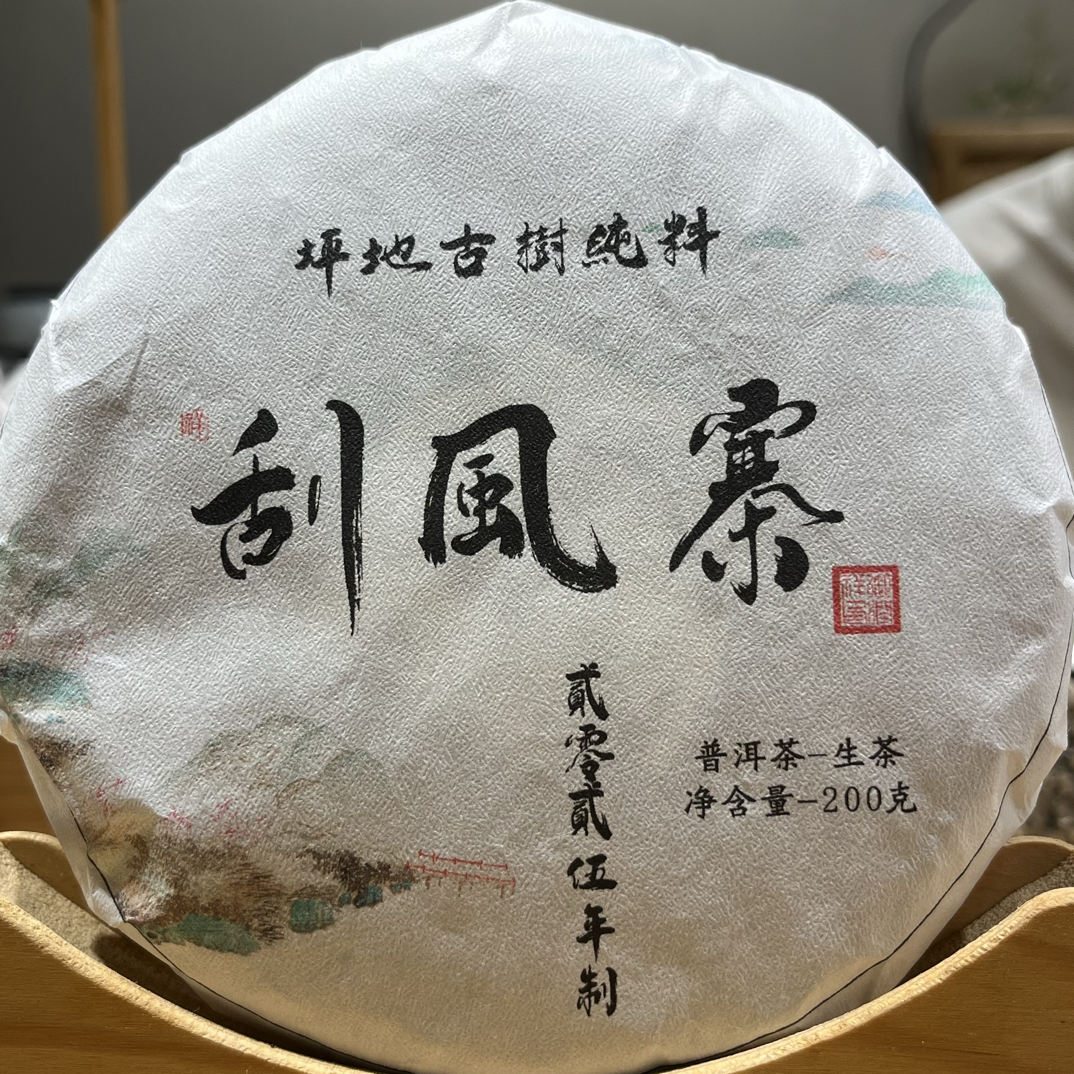 坪地古樹純料
刮風寨
貳零貳伍年制
普洱茶-生茶
净含量-200克